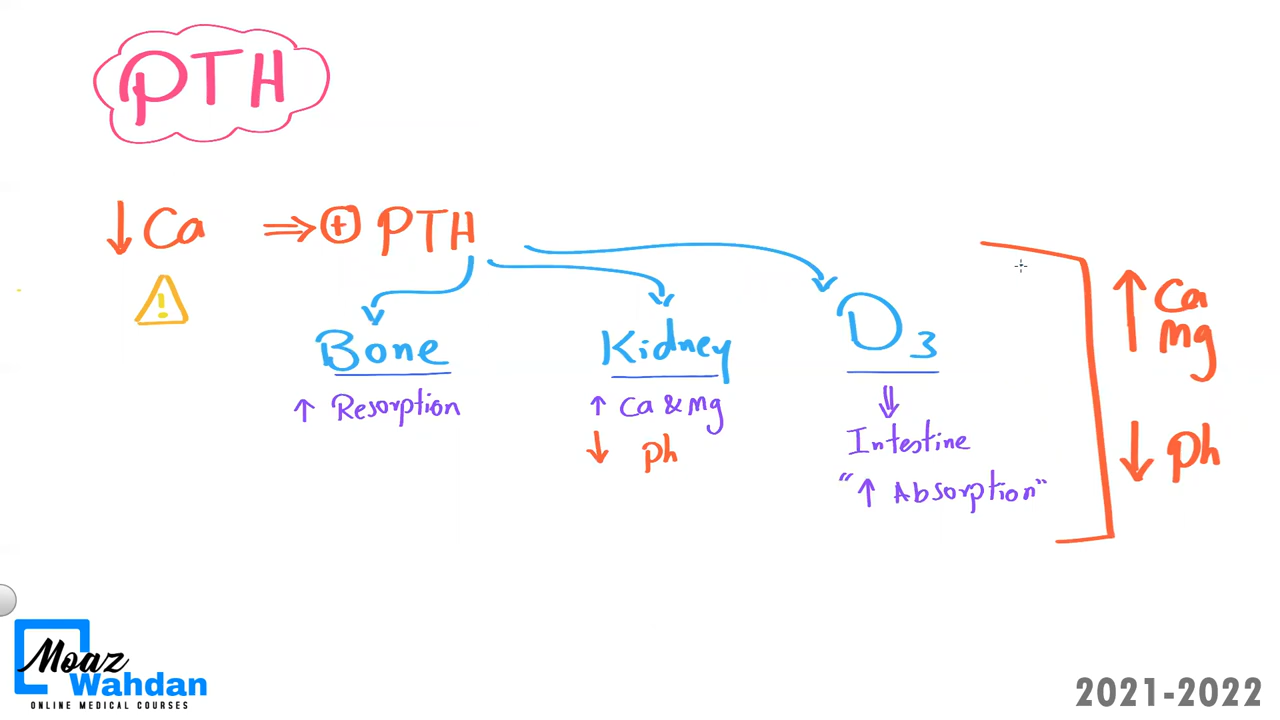 PTH
↓ Ca ⇒ ⊕ PTH
Bone
↑ Resorption
Kidney
↑ Ca & Mg
↓ ph
D3
⇓
Intestine
"↑ Absorption"
↑ Ca
Mg
↓ ph
Moaz
Wahdan
ONLINE MEDICAL COURSES
2021-2022